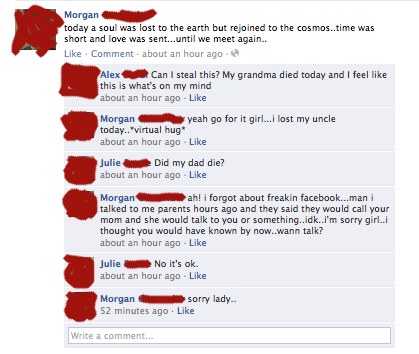 Morgan
today a soul was lost to the earth but rejoined to the cosmos..time was
short and love was sent...until we meet again..
Like · Comment · about an hour ago ·
Alex Can I steal this? My grandma died today and I feel like
this is what's on my mind
about an hour ago · Like
Morgan yeah go for it girl...i lost my uncle
today..*virtual hug*
about an hour ago · Like
Julie Did my dad die?
about an hour ago · Like
Morgan ah! i forgot about freakin facebook...man i
talked to me parents hours ago and they said they would call your
mom and she would talk to you or something..idk..i'm sorry girl..i
thought you would have known by now..wann talk?
about an hour ago · Like
Julie No it's ok.
about an hour ago · Like
Morgan sorry lady..
52 minutes ago · Like
Write a comment...